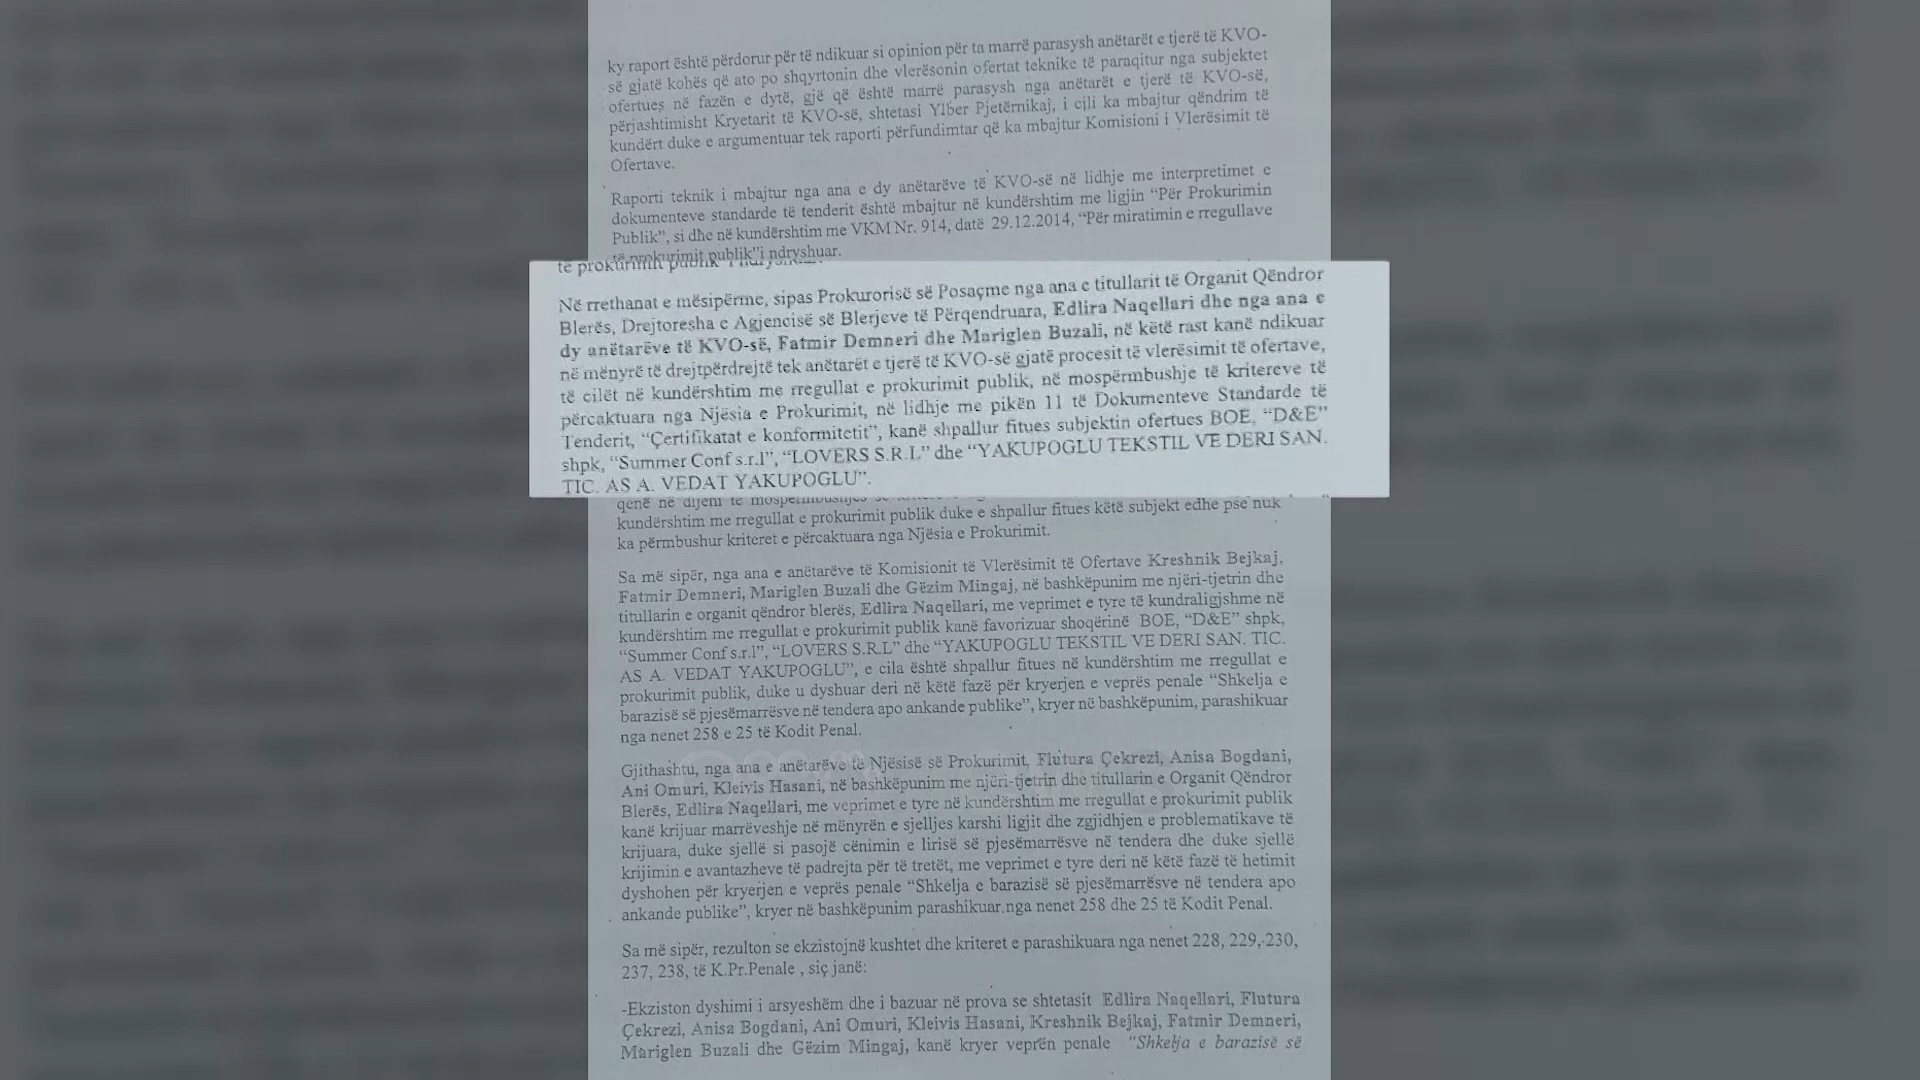 ky raport është përdorur për të ndikuar si opinion për ta marrë parasysh anëtarët e tjerë të KVO-
së gjatë kohës që ato po shqyrtonin dhe vlerësonin ofertat teknike të paraqitur nga subjektet
ofertues në fazën e dytë, gjë që është marrë parasysh nga anëtarët e tjerë të KVO-së,
përjashtimisht Kryetarit të KVO-së, shtetasi Ylber Pjetërnikaj, i cili ka mbajtur qëndrim të
kundërt duke e argumentuar tek raporti përfundimtar që ka mbajtur Komisioni i Vlerësimit të
Ofertave.
Raporti teknik i mbajtur nga ana e dy anëtarëve të KVO-së në lidhje me interpretimet e
dokumenteve standarde të tenderit është mbajtur në kundërshtim me ligjin “Për Prokurimin
Publik”, si dhe në kundërshtim me VKM Nr. 914, datë 29.12.2014, “Për miratimin e rregullave
të prokurimit publik”i ndryshuar.
të prokurimit publik
Në rrethanat e mësipërme, sipas Prokurorisë së Posaçme nga ana e titullarit të Organit Qëndror
Blerës, Drejtoresha e Agjencisë së Blerjeve të Përqendruara, Edlira Naqellari dhe nga ana e
dy anëtarëve të KVO-së, Fatmir Demneri dhe Mariglen Buzali, në këtë rast kanë ndikuar
në mënyrë të drejtpërdrejtë tek anëtarët e tjerë të KVO-së gjatë procesit të vlerësimit të ofertave,
të cilët në kundërshtim me rregullat e prokurimit publik, në mospërmbushje të kritereve të
përcaktuara nga Njësia e Prokurimit, në lidhje me pikën 11 të Dokumenteve Standarde të
Tenderit, “Çertifikatat e konformitetit”, kanë shpallur fitues subjektin ofertues BOE, “D&E”
shpk, “Summer Conf s.r.l”, “LOVERS S.R.L” dhe “YAKUPOGLU TEKSTIL VE DERI SAN.
TIC. AS A. VEDAT YAKUPOGLU”.
qenë në dijeni të mospërmbushjes së
kundërshtim me rregullat e prokurimit publik duke e shpallur fitues këtë subjekt edhe pse nuk
ka përmbushur kriteret e përcaktuara nga Njësia e Prokurimit.
Sa më sipër, nga ana e anëtarëve të Komisionit të Vlerësimit të Ofertave Kreshnik Bejkaj,
Fatmir Demneri, Mariglen Buzali dhe Gëzim Mingaj, në bashkëpunim me njëri-tjetrin dhe
titullarin e organit qëndror blerës, Edlira Naqellari, me veprimet e tyre të kundraligjshme në
kundërshtim me rregullat e prokurimit publik kanë favorizuar shoqërinë BOE, “D&E” shpk,
“Summer Conf s.r.l”, “LOVERS S.R.L” dhe “YAKUPOGLU TEKSTIL VE DERI SAN. TIC.
AS A. VEDAT YAKUPOGLU”, e cila është shpallur fitues në kundërshtim me rregullat e
prokurimit publik, duke u dyshuar deri në këtë fazë për kryerjen e veprës penale “Shkelja e
barazisë së pjesëmarrësve në tendera apo ankande publike”, kryer në bashkëpunim, parashikuar
nga nenet 258 e 25 të Kodit Penal.
Gjithashtu, nga ana e anëtarëve të Njësisë së Prokurimit, Flutura Çekrezi, Anisa Bogdani,
Ani Omuri, Kleivis Hasani, në bashkëpunim me njëri-tjetrin dhe titullarin e Organit Qëndror
Blerës, Edlira Naqellari, me veprimet e tyre në kundërshtim me rregullat e prokurimit publik
kanë krijuar marrëveshje në mënyrën e sjelljes karshi ligjit dhe zgjidhjen e problematikave të
krijuara, duke sjellë si pasojë cënimin e lirisë së pjesëmarrësve në tendera dhe duke sjellë
krijimin e avantazheve të padrejta për të tretët, me veprimet e tyre deri në këtë fazë të hetimit
dyshohen për kryerjen e veprës penale “Shkelja e barazisë së pjesëmarrësve në tendera apo
ankande publike”, kryer në bashkëpunim parashikuar nga nenet 258 dhe 25 të Kodit Penal.
Sa më sipër, rezulton se ekzistojnë kushtet dhe kriteret e parashikuara nga nenet 228, 229, 230,
237, 238, të K.Pr.Penale , siç janë:
-Ekziston dyshimi i arsyeshëm dhe i bazuar në prova se shtetasit Edlira Naqellari, Flutura
Çekrezi, Anisa Bogdani, Ani Omuri, Kleivis Hasani, Kreshnik Bejkaj, Fatmir Demneri,
Mariglen Buzali dhe Gëzim Mingaj, kanë kryer veprën penale “Shkelja e barazisë së